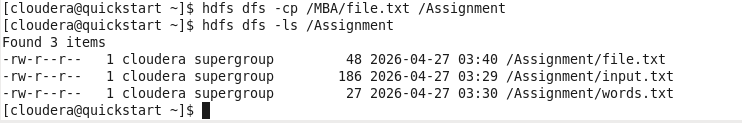 [cloudera@quickstart ~]$ hdfs dfs -cp /MBA/file.txt /Assignment
[cloudera@quickstart ~]$ hdfs dfs -ls /Assignment
Found 3 items
-rw-r--r--   1 cloudera supergroup         48 2026-04-27 03:40 /Assignment/file.txt
-rw-r--r--   1 cloudera supergroup        186 2026-04-27 03:29 /Assignment/input.txt
-rw-r--r--   1 cloudera supergroup         27 2026-04-27 03:30 /Assignment/words.txt
[cloudera@quickstart ~]$